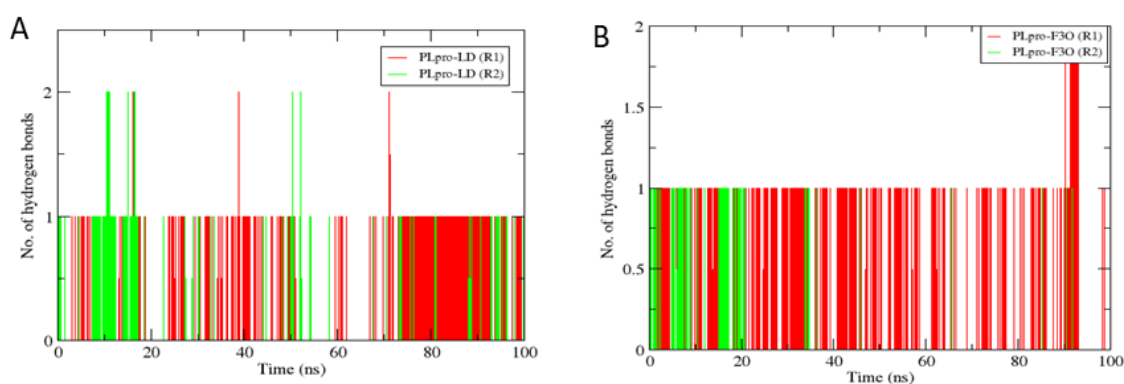 A
No. of hydrogen bonds
2
1
0
PLpro-LD (R1)
PLpro-LD (R2)
0
20
40
60
80
100
Time (ns)
B
No. of hydrogen bonds
2
1.5
1
0.5
0
PLpro-F3O (R1)
PLpro-F3O (R2)
0
20
40
60
80
100
Time (ns)